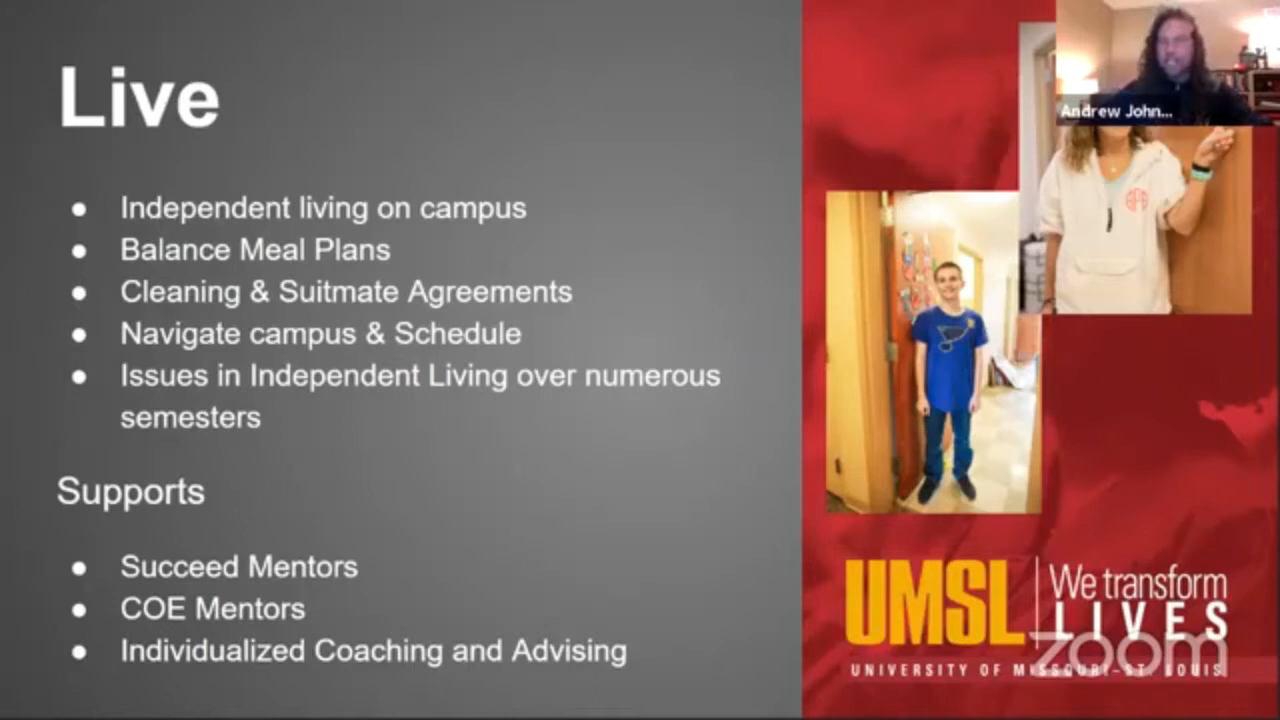 Live
Andrew John...
● Independent living on campus
● Balance Meal Plans
● Cleaning & Suitmate Agreements
● Navigate campus & Schedule
● Issues in Independent Living over numerous
semesters
Supports
● Succeed Mentors
● COE Mentors
● Individualized Coaching and Advising
UMSL
We transform
LIVES
zoom
UNIVERSITY OF MISSOURI–ST. LOUIS